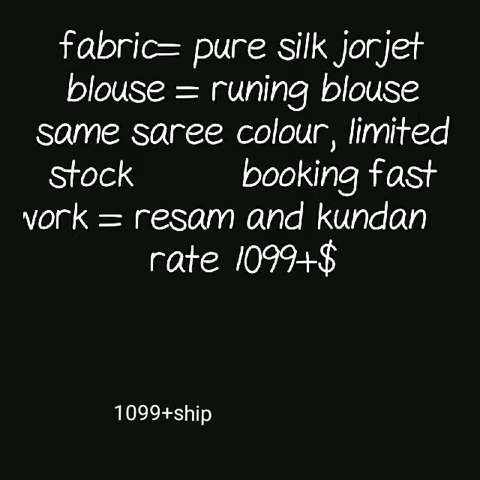 fabric= pure silk jorjet
blouse = runing blouse
same saree colour, limited
stock booking fast
work = resam and kundan
rate 1099+$
1099+ship